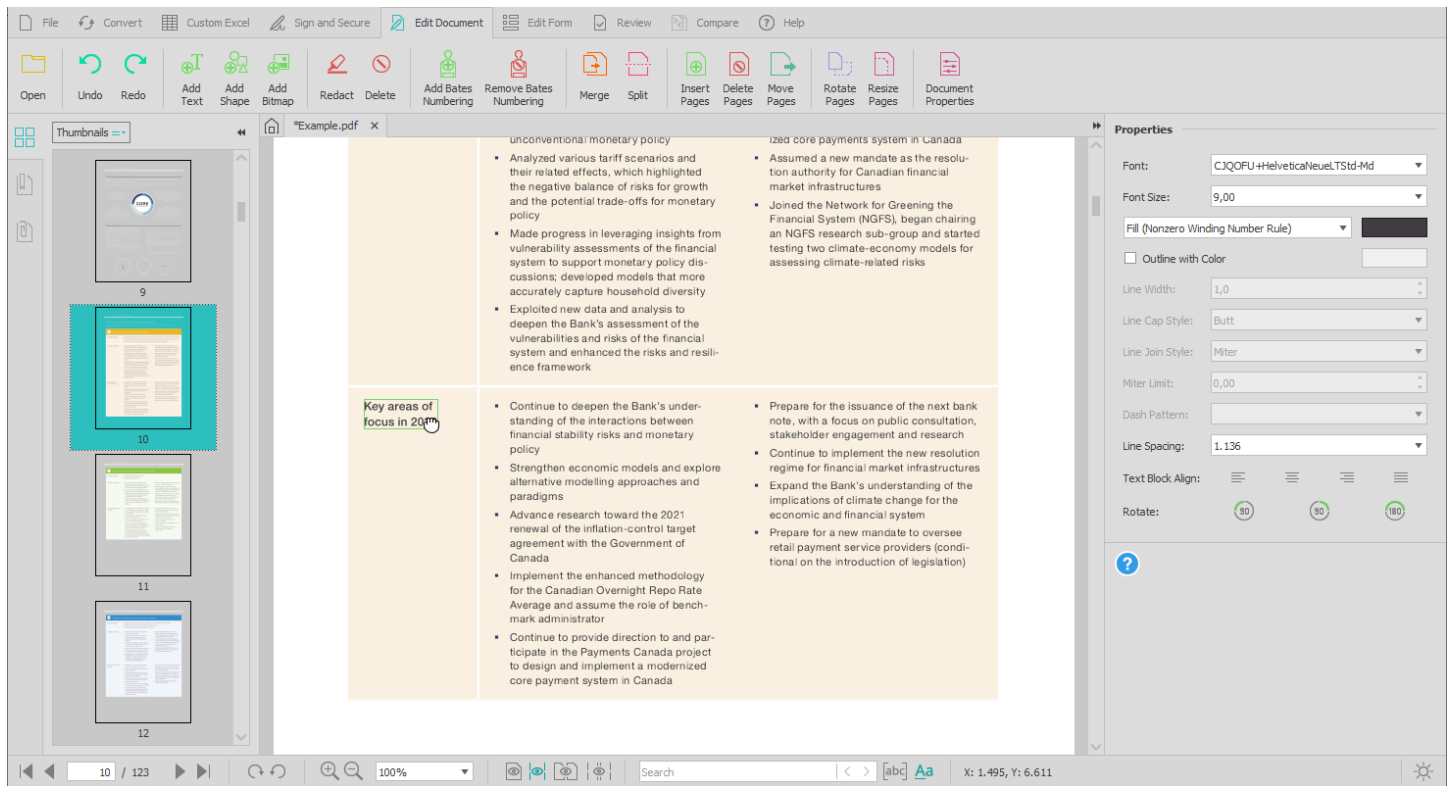 File Convert Custom Excel Sign and Secure Edit Document Edit Form Review Compare Help
Open Undo Redo Add Text Add Shape Add Bitmap Redact Delete Add Bates Numbering Remove Bates Numbering Merge Split Insert Pages Delete Pages Move Pages Rotate Pages Resize Pages Document Properties
Thumbnails
*Example.pdf
CORE
9
10
11
12
unconventional monetary policy
▪ Analyzed various tariff scenarios and
their related effects, which highlighted
the negative balance of risks for growth
and the potential trade-offs for monetary
policy
▪ Made progress in leveraging insights from
vulnerability assessments of the financial
system to support monetary policy dis-
cussions; developed models that more
accurately capture household diversity
▪ Exploited new data and analysis to
deepen the Bank's assessment of the
vulnerabilities and risks of the financial
system and enhanced the risks and resili-
ence framework
ized core payments system in Canada
▪ Assumed a new mandate as the resolu-
tion authority for Canadian financial
market infrastructures
▪ Joined the Network for Greening the
Financial System (NGFS), began chairing
an NGFS research sub-group and started
testing two climate-economy models for
assessing climate-related risks
Key areas of
focus in
▪ Continue to deepen the Bank's under-
standing of the interactions between
financial stability risks and monetary
policy
▪ Strengthen economic models and explore
alternative modelling approaches and
paradigms
▪ Advance research toward the 2021
renewal of the inflation-control target
agreement with the Government of
Canada
▪ Implement the enhanced methodology
for the Canadian Overnight Repo Rate
Average and assume the role of bench-
mark administrator
▪ Continue to provide direction to and par-
ticipate in the Payments Canada project
to design and implement a modernized
core payment system in Canada
▪ Prepare for the issuance of the next bank
note, with a focus on public consultation,
stakeholder engagement and research
▪ Continue to implement the new resolution
regime for financial market infrastructures
▪ Expand the Bank's understanding of the
implications of climate change for the
economic and financial system
▪ Prepare for a new mandate to oversee
retail payment service providers (condi-
tional on the introduction of legislation)
Properties
Font: CJQOFU+HelveticaNeueLTStd-Md
Font Size: 9,00
Fill (Nonzero Winding Number Rule)
Outline with Color
Line Width: 1,0
Line Cap Style: Butt
Line Join Style: Miter
Miter Limit: 0,00
Dash Pattern:
Line Spacing: 1.136
Text Block Align:
Rotate: 90 90 180
?
10 / 123 100% Search [abc] Aa X: 1.495, Y: 6.611